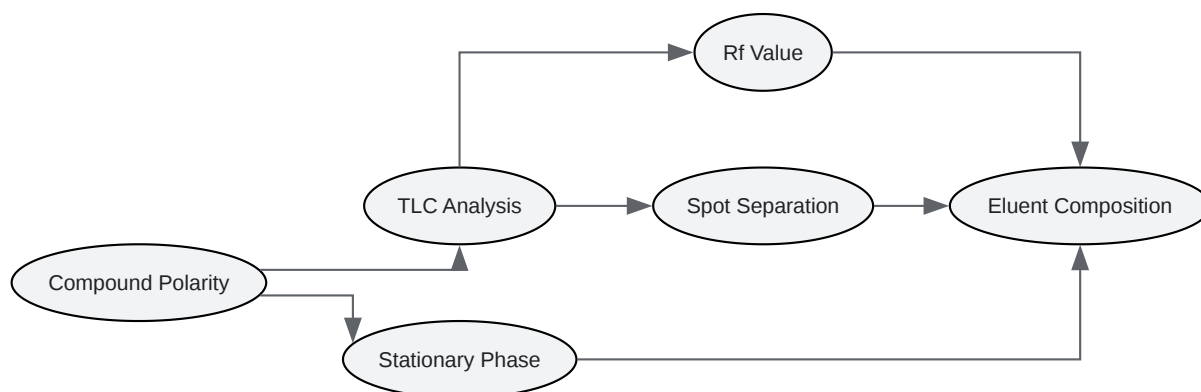 Rf Value
TLC Analysis
Spot Separation
Eluent Composition
Compound Polarity
Stationary Phase